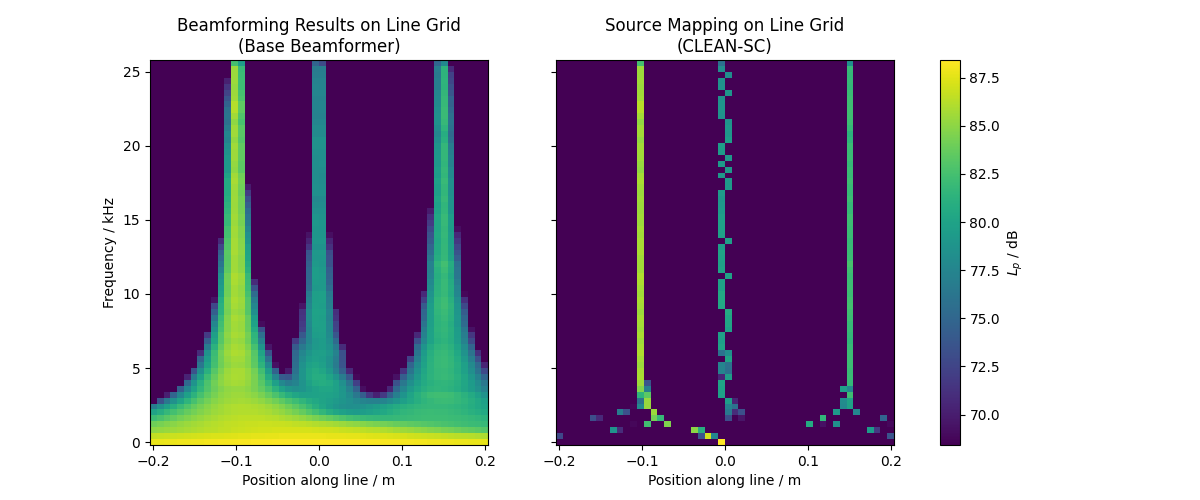 Beamforming Results on Line Grid
(Base Beamformer)
Source Mapping on Line Grid
(CLEAN-SC)
Frequency / kHz
25
20
15
10
5
0
−0.2 −0.1 0.0 0.1 0.2
Position along line / m
−0.2 −0.1 0.0 0.1 0.2
Position along line / m
87.5
85.0
82.5
80.0
77.5
75.0
72.5
70.0
Lp / dB